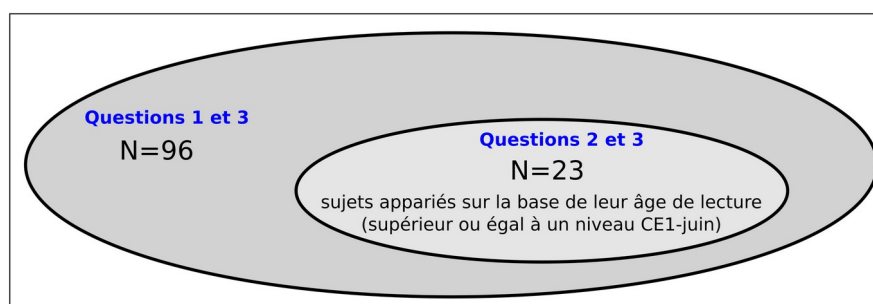 Questions 1 et 3
N=96
Questions 2 et 3
N=23
sujets appariés sur la base de leur âge de lecture
(supérieur ou égal à un niveau CE1-juin)